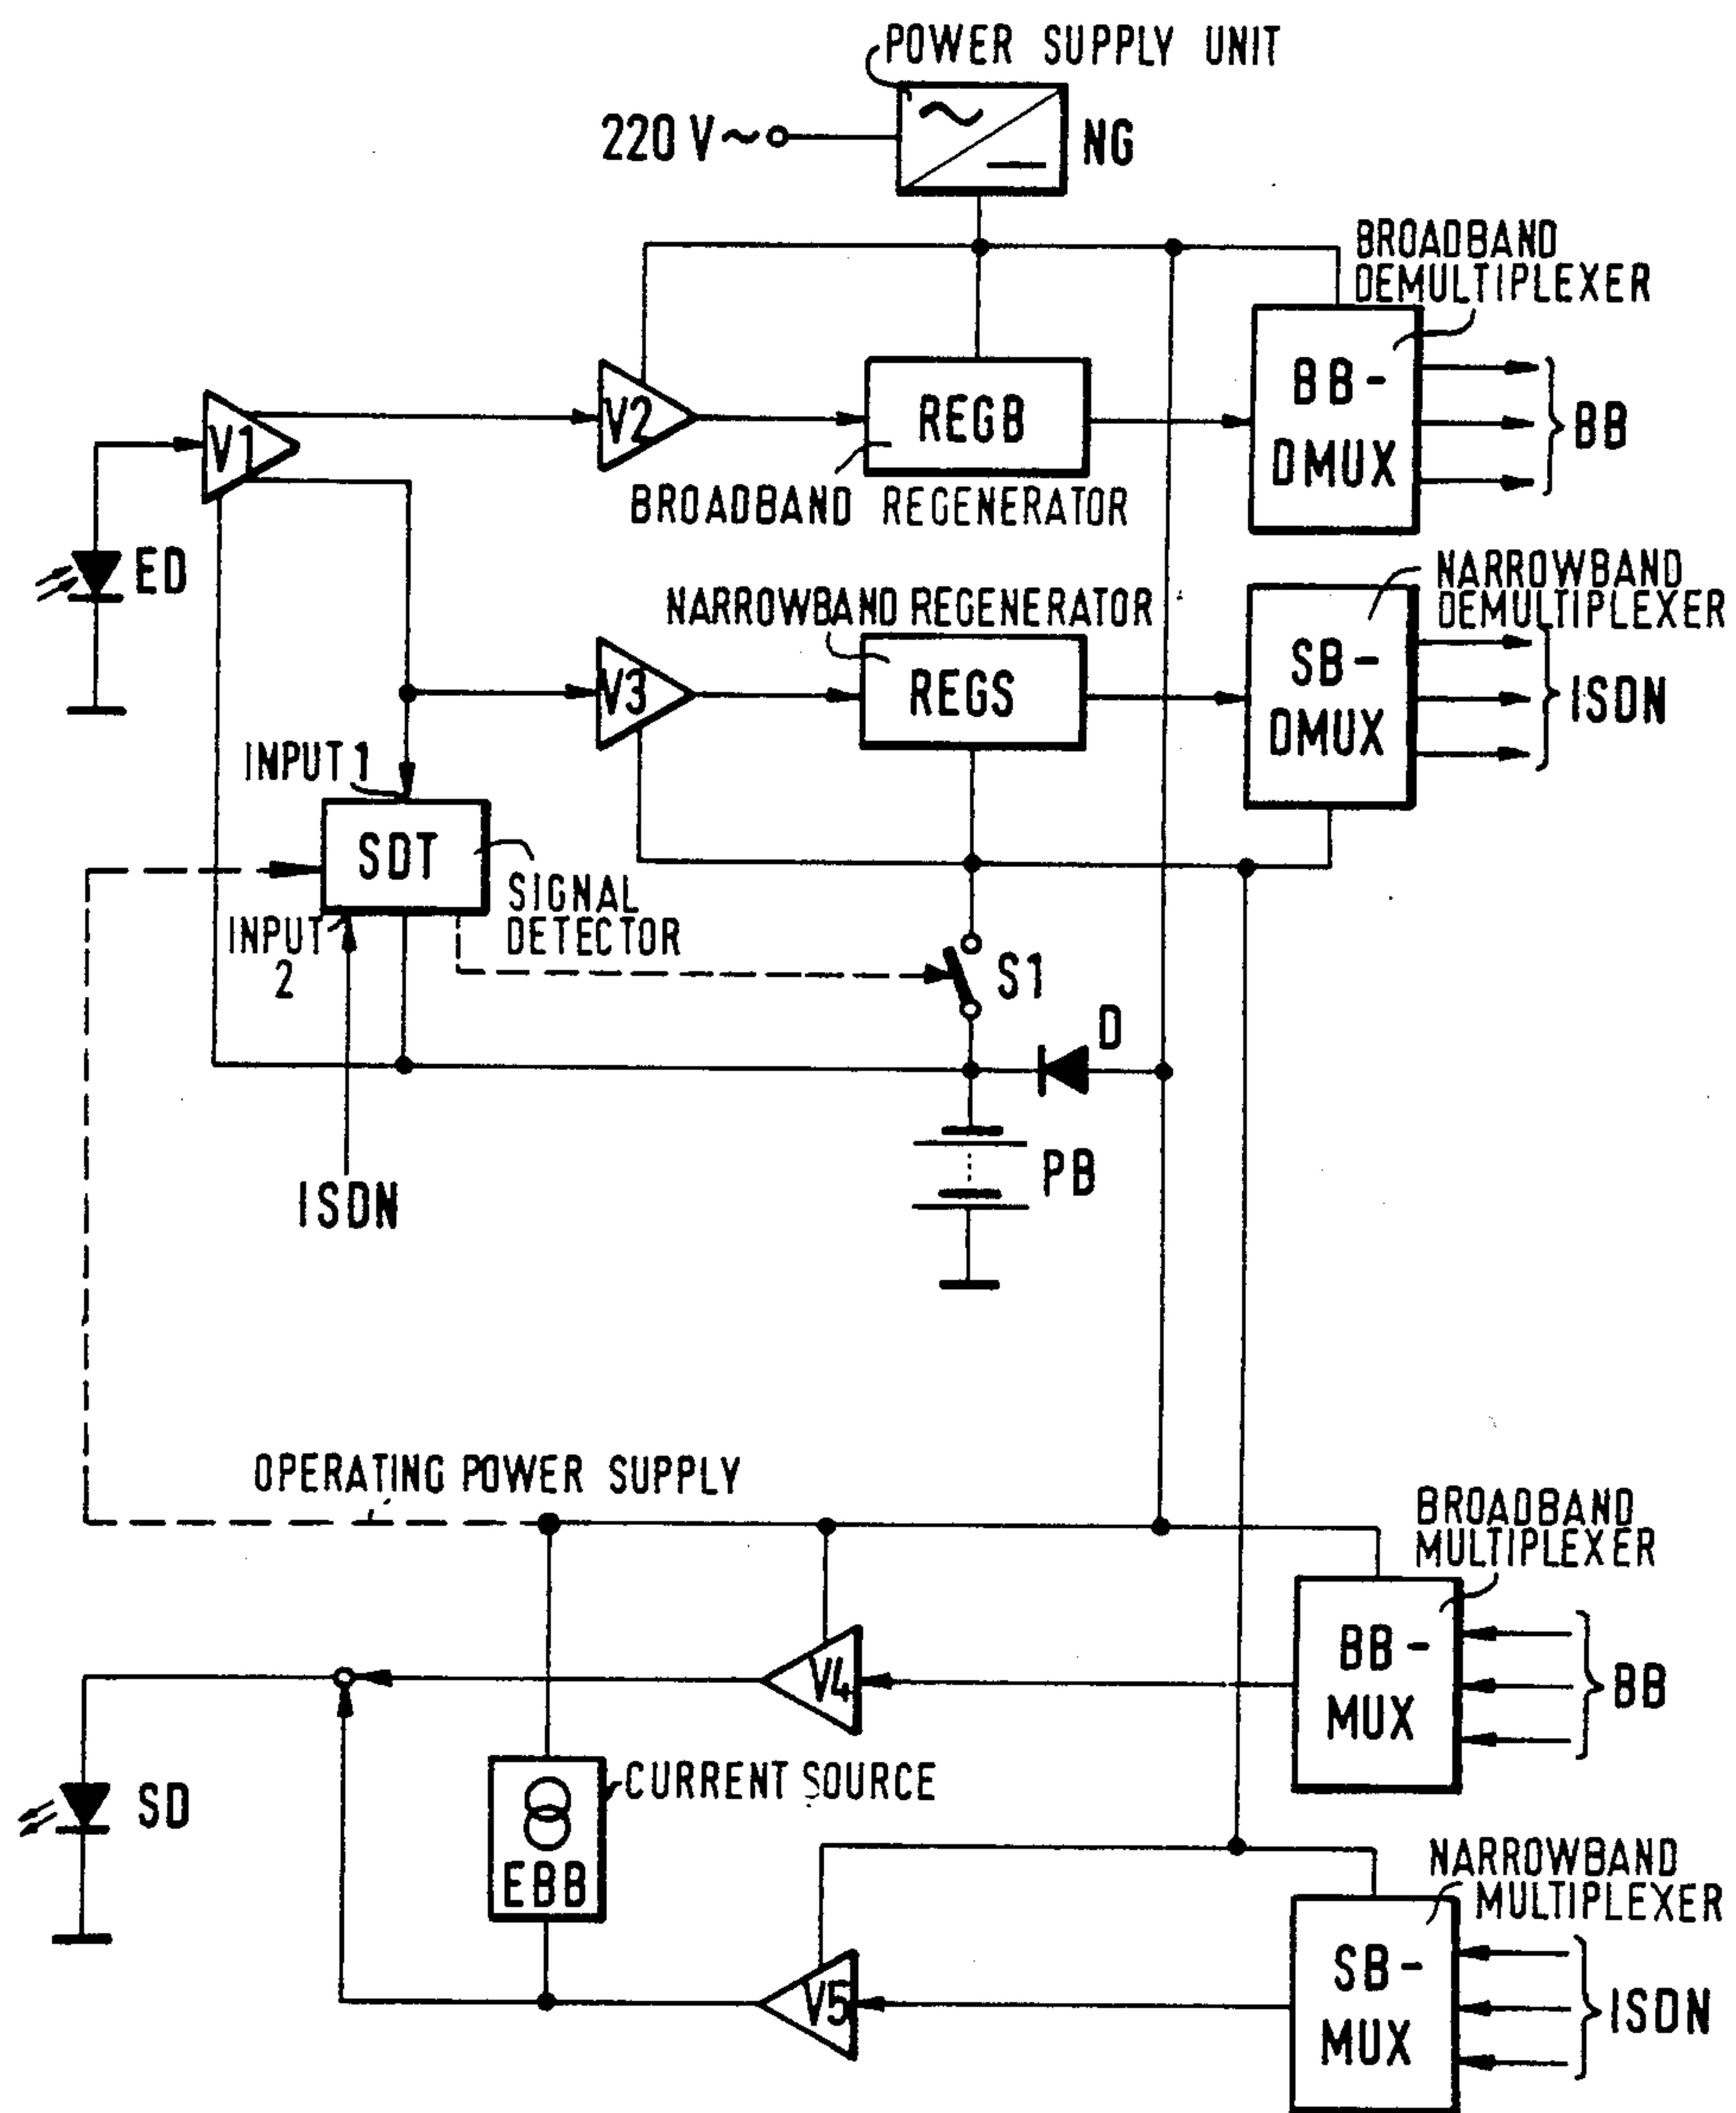 POWER SUPPLY UNIT
220 V ~
NG
BROADBAND
DEMULTIPLEXER
V1
V2
REGB
BB-
DMUX
BB
BROADBAND REGENERATOR
ED
NARROWBAND REGENERATOR
NARROWBAND
DEMULTIPLEXER
V3
REGS
SB-
DMUX
ISDN
INPUT 1
SDT
SIGNAL
DETECTOR
INPUT
2
S1
D
PB
ISDN
OPERATING POWER SUPPLY
BROADBAND
MULTIPLEXER
V4
BB-
MUX
BB
SD
CURRENT SOURCE
EBB
NARROWBAND
MULTIPLEXER
V5
SB-
MUX
ISDN